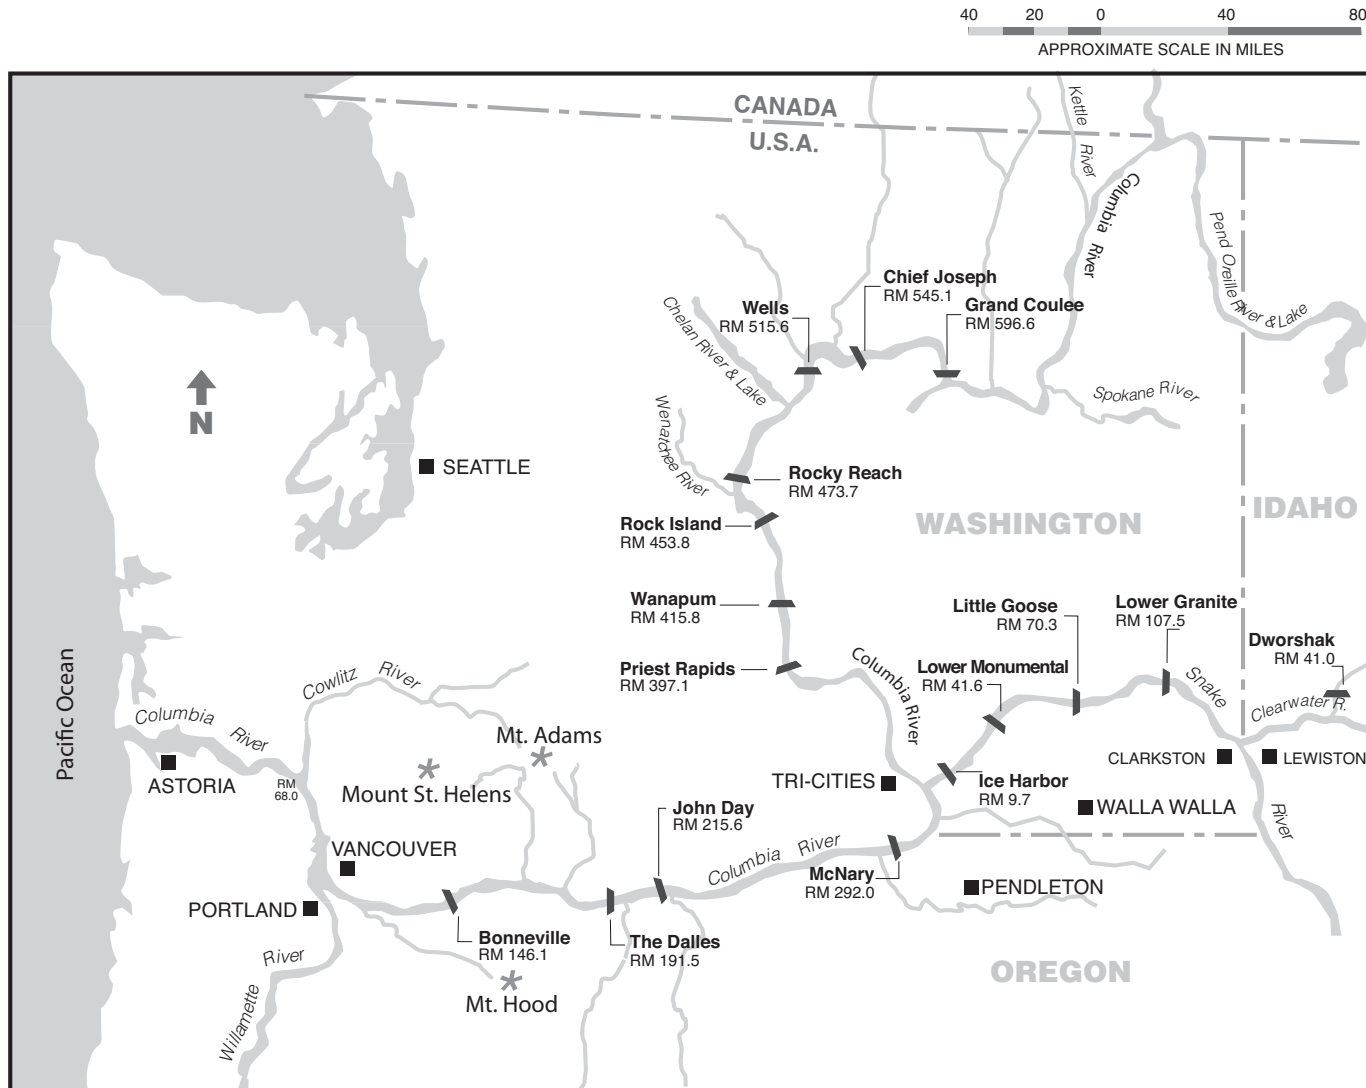 40 20 0 40 80
APPROXIMATE SCALE IN MILES
CANADA
U.S.A.
Kettle River
Columbia River
Pend Oreille River & Lake
Chief Joseph
RM 545.1
Wells
RM 515.6
Grand Coulee
RM 596.6
Chelan River & Lake
Spokane River
N
Wenatchee River
SEATTLE
Rocky Reach
RM 473.7
Rock Island
RM 453.8
WASHINGTON
IDAHO
Wanapum
RM 415.8
Little Goose
RM 70.3
Lower Granite
RM 107.5
Dworshak
RM 41.0
Priest Rapids
RM 397.1
Columbia River
Lower Monumental
RM 41.6
Snake
Clearwater R.
Pacific Ocean
Cowlitz River
Columbia River
Mt. Adams
ASTORIA
RM
68.0
Mount St. Helens
TRI-CITIES
Ice Harbor
RM 9.7
CLARKSTON
LEWISTON
WALLA WALLA
River
John Day
RM 215.6
VANCOUVER
Columbia River
McNary
RM 292.0
PENDLETON
PORTLAND
Bonneville
RM 146.1
The Dalles
RM 191.5
River
Willamette
Mt. Hood
OREGON